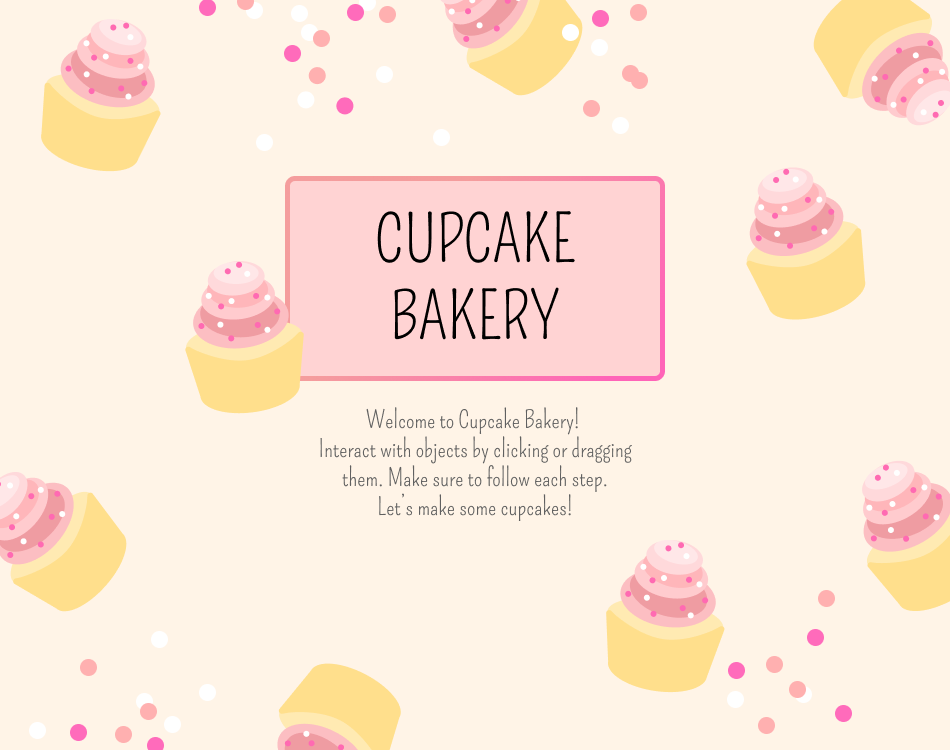 CUPCAKE
BAKERY
Welcome to Cupcake Bakery!
Interact with objects by clicking or dragging
them. Make sure to follow each step.
Let's make some cupcakes!